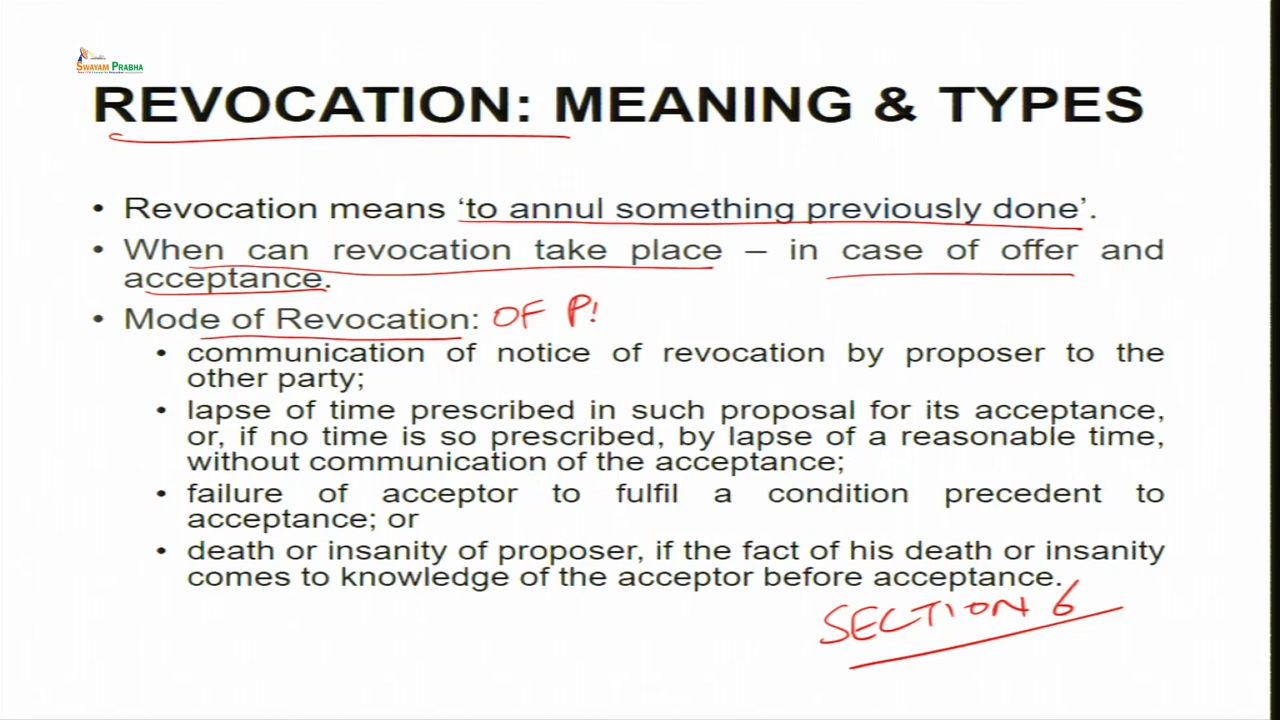 SWAYAM PRABHA
REVOCATION: MEANING & TYPES
• Revocation means ‘to annul something previously done’.
• When can revocation take place – in case of offer and
acceptance.
• Mode of Revocation: OF P
• communication of notice of revocation by proposer to the
other party;
• lapse of time prescribed in such proposal for its acceptance,
or, if no time is so prescribed, by lapse of a reasonable time,
without communication of the acceptance;
• failure of acceptor to fulfil a condition precedent to
acceptance; or
• death or insanity of proposer, if the fact of his death or insanity
comes to knowledge of the acceptor before acceptance.
SECTION 6